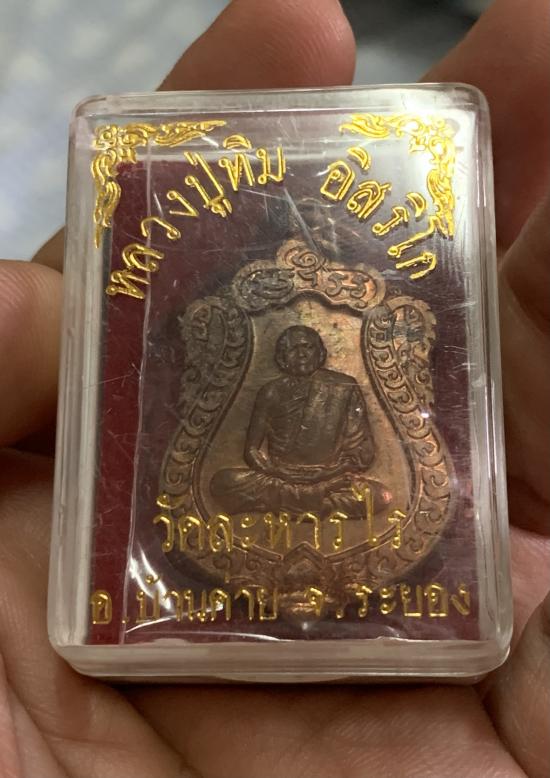 หลวงปู่ทิม อิสริโก
วัดละหารไร่
อ.บ้านค่าย จ.ระยอง